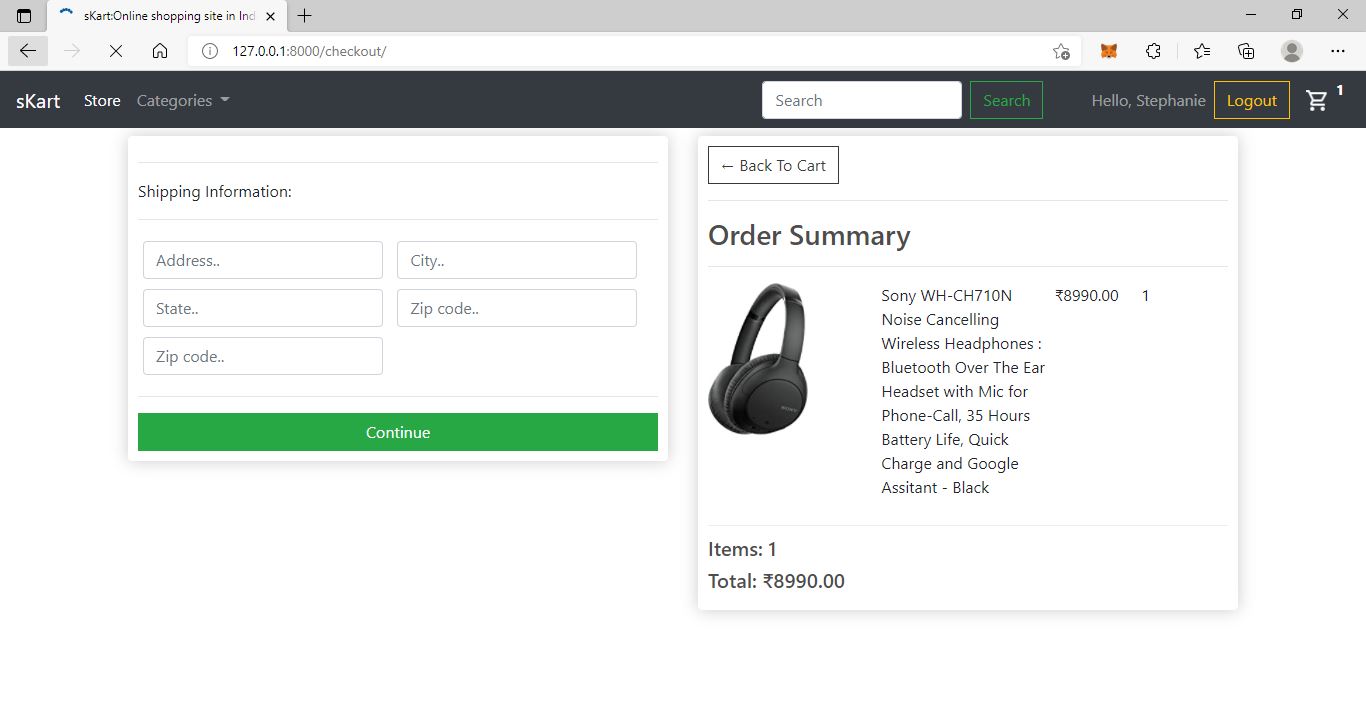 sKart:Online shopping site in Ind
127.0.0.1:8000/checkout/
sKart Store Categories Search Search Hello, Stephanie Logout 1
Shipping Information:
Address.. City..
State.. Zip code..
Zip code..
Continue
← Back To Cart
Order Summary
SONY
Sony WH-CH710N ₹8990.00 1
Noise Cancelling
Wireless Headphones :
Bluetooth Over The Ear
Headset with Mic for
Phone-Call, 35 Hours
Battery Life, Quick
Charge and Google
Assitant - Black
Items: 1
Total: ₹8990.00